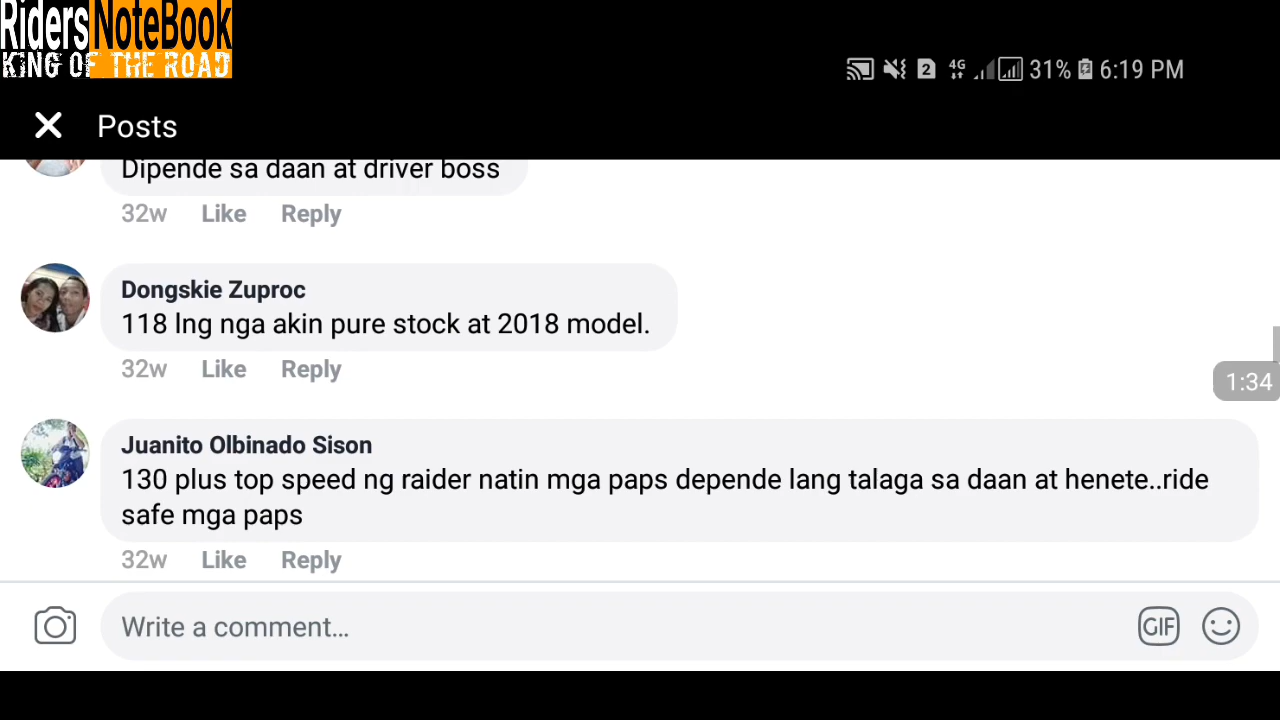 RidersNoteBook
KING OF THE ROAD
2 4G 31% 6:19 PM
Posts
Dipende sa daan at driver boss
32w Like Reply
Dongskie Zuproc
118 lng nga akin pure stock at 2018 model.
32w Like Reply
1:34
Juanito Olbinado Sison
130 plus top speed ng raider natin mga paps depende lang talaga sa daan at henete..ride
safe mga paps
32w Like Reply
Write a comment...
GIF